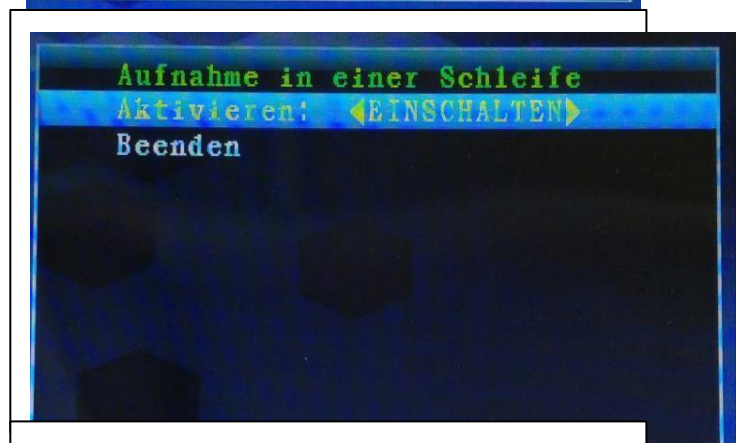 Aufnahme in einer Schleife
Aktivieren: ◀EINSCHALTEN▶
Beenden